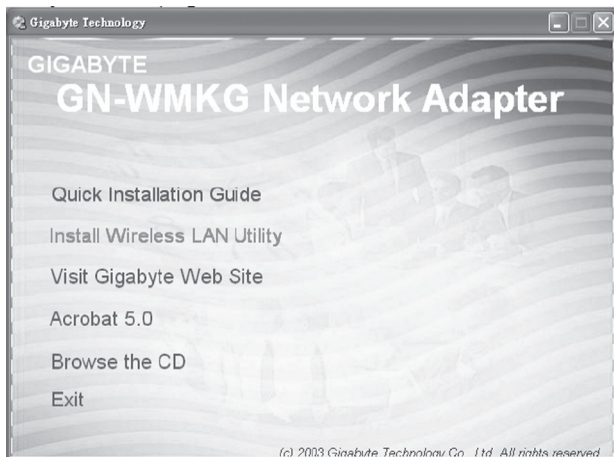 Gigabyte Technology
GIGABYTE
GN-WMKG Network Adapter
Quick Installation Guide
Install Wireless LAN Utility
Visit Gigabyte Web Site
Acrobat 5.0
Browse the CD
Exit
(c) 2003 Gigabyte Technology Co., Ltd. All rights reserved